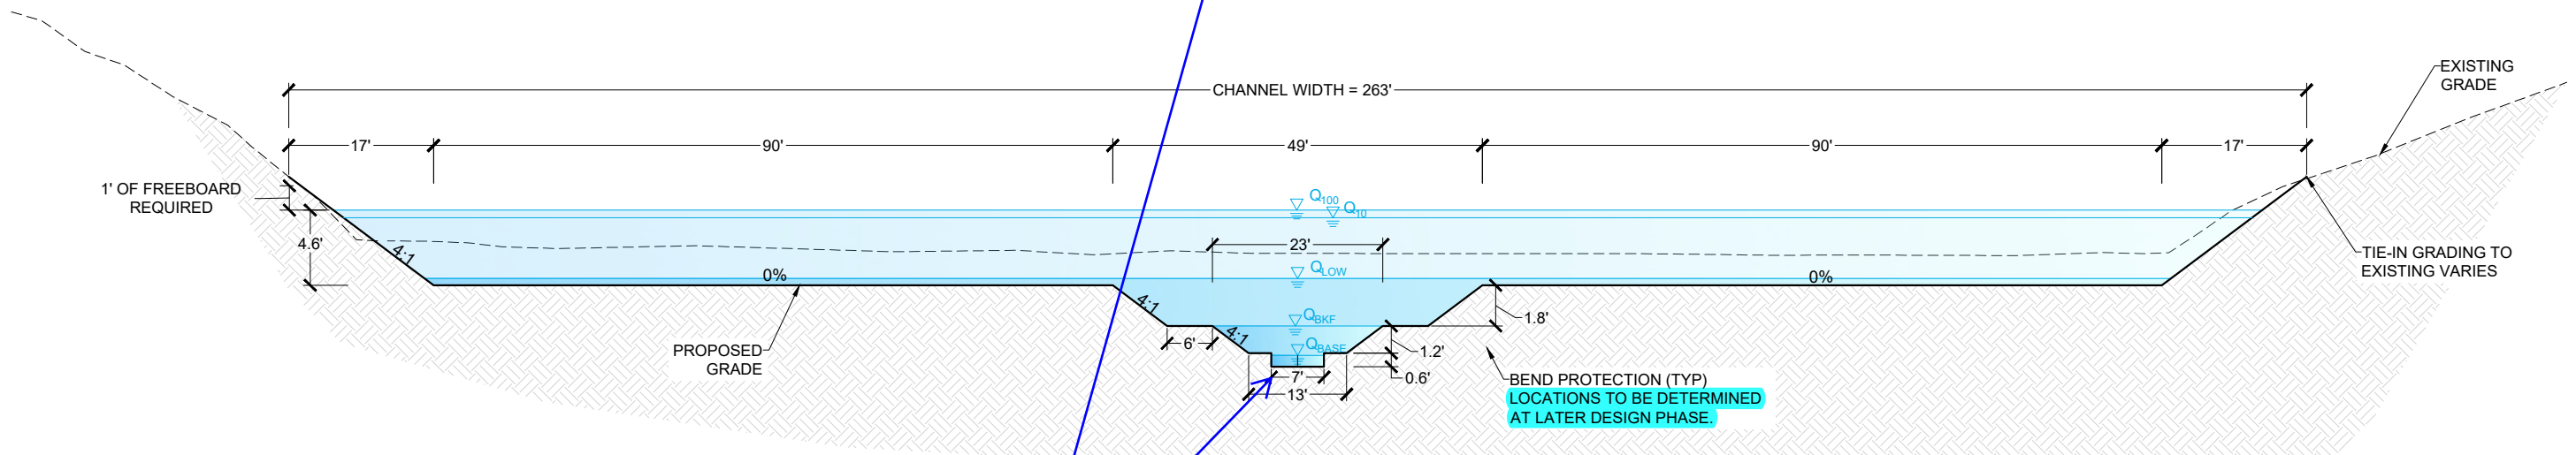 EXISTING
GRADE
CHANNEL WIDTH = 263'
17'
90'
49'
90'
17'
1' OF FREEBOARD
REQUIRED
Q100
Q10
4.6'
4:1
23'
TIE-IN GRADING TO
EXISTING VARIES
0%
QLOW
0%
4:1
QBKF
1.8'
4:1
6'
QBASE
1.2'
PROPOSED
GRADE
7'
0.6'
13'
BEND PROTECTION (TYP)
LOCATIONS TO BE DETERMINED
AT LATER DESIGN PHASE.